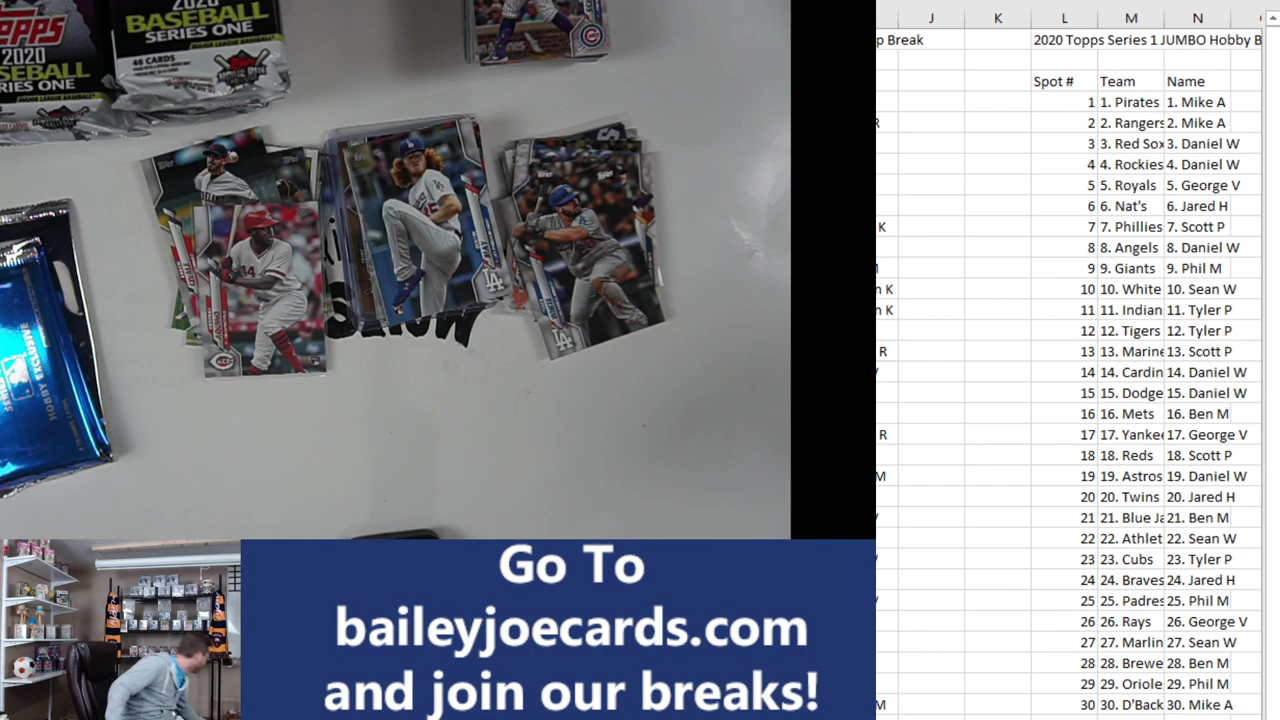 TOPPS
2020
BASEBALL
SERIES ONE
2020
BASEBALL
SERIES ONE
46 CARDS
MAY
LA
HOBBY EXCLUSIVE
J K L M N
p Break 2020 Topps Series 1 JUMBO Hobby B
Spot # Team Name
1 1. Pirates 1. Mike A
R 2 2. Rangers 2. Mike A
3 3. Red Sox 3. Daniel W
4 4. Rockies 4. Daniel W
5 5. Royals 5. George V
6 6. Nat's 6. Jared H
K 7 7. Phillies 7. Scott P
8 8. Angels 8. Daniel W
9 9. Giants 9. Phil M
n K 10 10. White 10. Sean W
n K 11 11. Indian 11. Tyler P
12 12. Tigers 12. Tyler P
R 13 13. Marine 13. Scott P
14 14. Cardin 14. Daniel W
15 15. Dodge 15. Daniel W
16 16. Mets 16. Ben M
R 17 17. Yankee 17. George V
18 18. Reds 18. Scott P
M 19 19. Astros 19. Daniel W
20 20. Twins 20. Jared H
21 21. Blue Ja 21. Ben M
22 22. Athlet 22. Sean W
23 23. Cubs 23. Tyler P
24 24. Braves 24. Jared H
25 25. Padres 25. Phil M
26 26. Rays 26. George V
27 27. Marlin 27. Sean W
28 28. Brewe 28. Ben M
29 29. Oriole 29. Phil M
M 30 30. D'Back 30. Mike A
Go To
baileyjoecards.com
and join our breaks!